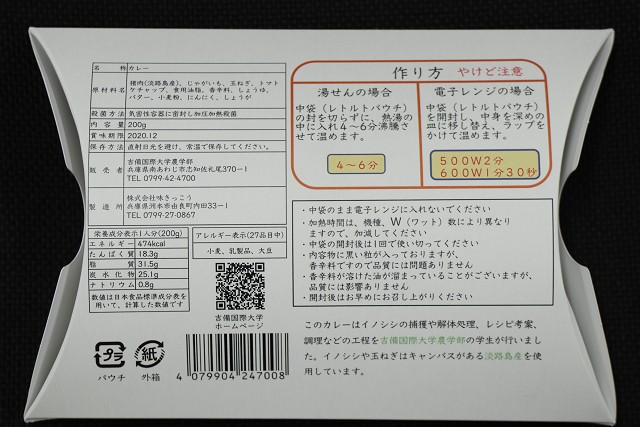 名　称 カレー
原材料名 猪肉(淡路島産)、じゃがいも、玉ねぎ、トマト
ケチャップ、食用油脂、香辛料、しょうゆ、
バター、小麦粉、にんにく、しょうが
殺菌方法 気密性容器に密封し加圧加熱殺菌
内 容 量 200g
賞味期限 2020.12
保存方法 直射日光を避け、常温で保存してください。
販 売 者 吉備国際大学農学部
兵庫県南あわじ市志知佐礼尾370－1
TEL 0799-42-4700
製 造 所 株式会社味きっこう
兵庫県洲本市由良町内田33－1
TEL 0799-27-0867
栄養成分表示1人分(200g)
エネルギー 474kcal
たんぱく質 18.3g
脂　質 31.5g
炭 水 化 物 25.1g
ナトリウム 0.8g
数値は日本食品標準成分表を
用いて、計算した数値です
アレルギー表示(27品目中)
小麦、乳製品、大豆
吉備国際大学
ホームページ
プラ
パウチ
紙
外箱
4 079904 247008
作り方 やけど注意
湯せんの場合
中袋（レトルトパウチ）
の封を切らずに、熱湯の
中に入れ4～6分沸騰さ
せて温めます。
4～6分
電子レンジの場合
中袋（レトルトパウチ）
を開封し、中身を深めの
皿に移し替え、ラップを
かけて温めます。
500W2分
600W1分30秒
・中袋のまま電子レンジに入れないでください
・加熱時間は、機種、W（ワット）数により異なり
ますので、加減してください
・中袋の開封後は1回で使い切ってください
・内容物に黒い粒が入っておりますが、
香辛料ですので品質には問題ありません
・香辛料が溶けた油が溜まっていることがございますが、
品質には影響ありません
・開封後はお早めにお召し上がりください
このカレーはイノシシの捕獲や解体処理、レシピ考案、
調理などの工程を吉備国際大学農学部の学生が行いまし
た。イノシシや玉ねぎはキャンパスがある淡路島産を使
用しています。